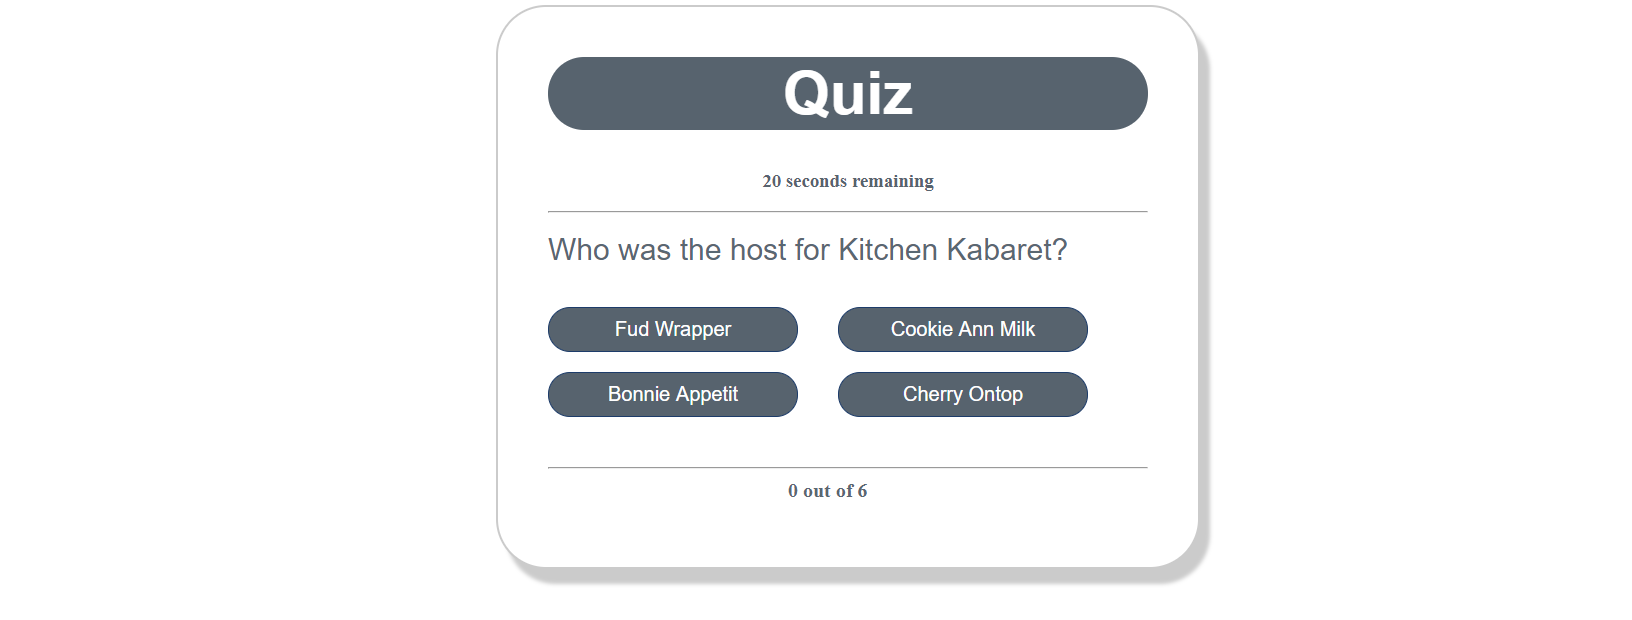 Quiz
20 seconds remaining
Who was the host for Kitchen Kabaret?
Fud Wrapper
Cookie Ann Milk
Bonnie Appetit
Cherry Ontop
0 out of 6